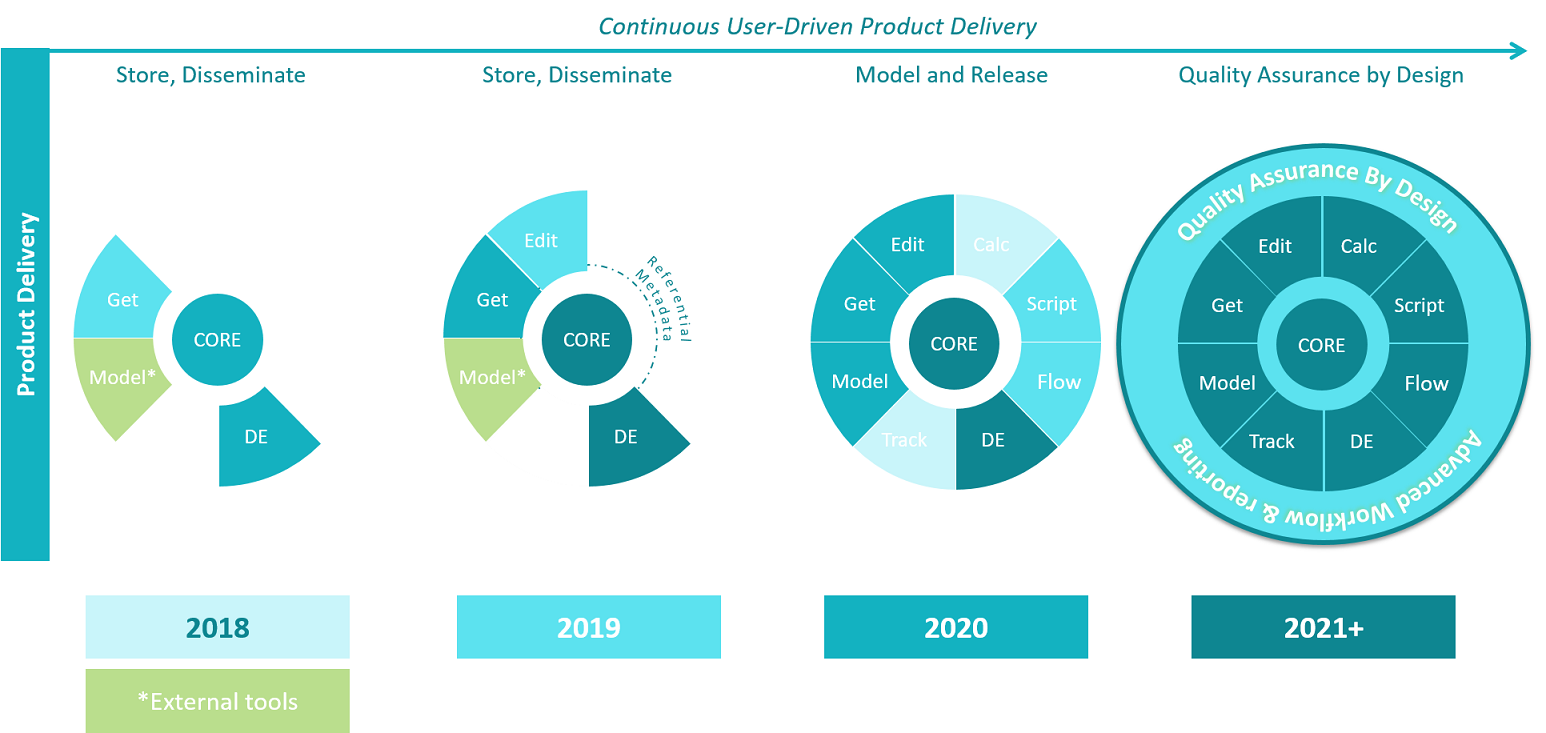 Continuous User-Driven Product Delivery
Product Delivery
Store, Disseminate
Store, Disseminate
Model and Release
Quality Assurance by Design
Get
Model*
CORE
DE
Edit
Get
Model*
CORE
DE
Referential
Metadata
Edit
Calc
Get
Script
CORE
Model
Flow
Track
DE
Quality Assurance By Design
Edit
Calc
Get
Script
CORE
Model
Flow
Track
DE
Advanced Workflow & reporting
2018
2019
2020
2021+
*External tools